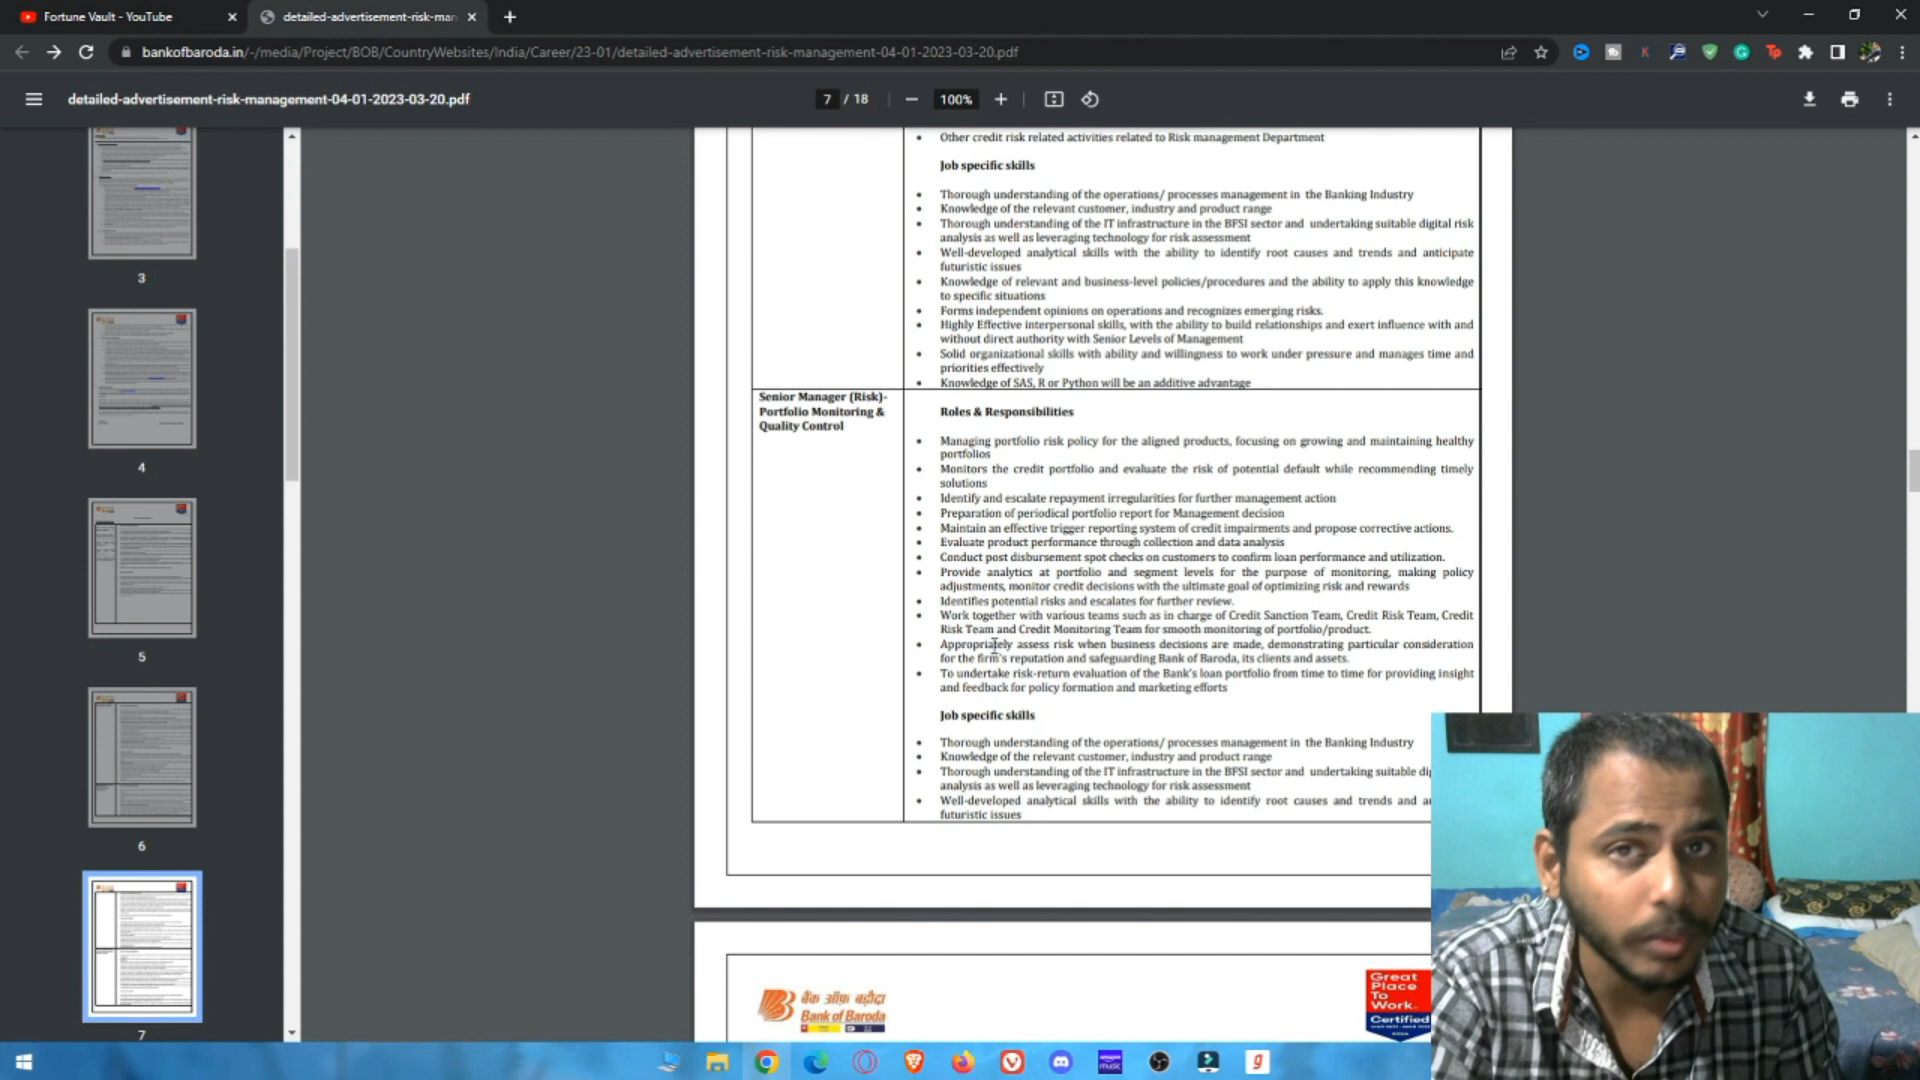 Fortune Vault - YouTube
detailed-advertisement-risk-man
bankofbaroda.in/-/media/Project/BOB/CountryWebsites/India/Career/23-01/detailed-advertisement-risk-management-04-01-2023-03-20.pdf
detailed-advertisement-risk-management-04-01-2023-03-20.pdf
7 / 18
100%
3
4
5
6
7
• Other credit risk related activities related to Risk management Department
Job specific skills
• Thorough understanding of the operations/ processes management in the Banking Industry
• Knowledge of the relevant customer, industry and product range
• Thorough understanding of the IT infrastructure in the BFSI sector and undertaking suitable digital risk
analysis as well as leveraging technology for risk assessment
• Well-developed analytical skills with the ability to identify root causes and trends and anticipate
futuristic issues
• Knowledge of relevant and business-level policies/procedures and the ability to apply this knowledge
to specific situations
• Forms independent opinions on operations and recognizes emerging risks.
• Highly Effective interpersonal skills, with the ability to build relationships and exert influence with and
without direct authority with Senior Levels of Management
• Solid organizational skills with ability and willingness to work under pressure and manages time and
priorities effectively
• Knowledge of SAS, R or Python will be an additive advantage
Senior Manager (Risk)-
Portfolio Monitoring &
Quality Control
Roles & Responsibilities
• Managing portfolio risk policy for the aligned products, focusing on growing and maintaining healthy
portfolios
• Monitors the credit portfolio and evaluate the risk of potential default while recommending timely
solutions
• Identify and escalate repayment irregularities for further management action
• Preparation of periodical portfolio report for Management decision
• Maintain an effective trigger reporting system of credit impairments and propose corrective actions.
• Evaluate product performance through collection and data analysis
• Conduct post disbursement spot checks on customers to confirm loan performance and utilization.
• Provide analytics at portfolio and segment levels for the purpose of monitoring, making policy
adjustments, monitor credit decisions with the ultimate goal of optimizing risk and rewards
• Identifies potential risks and escalates for further review.
• Work together with various teams such as in charge of Credit Sanction Team, Credit Risk Team, Credit
Risk Team and Credit Monitoring Team for smooth monitoring of portfolio/product.
• Appropriately assess risk when business decisions are made, demonstrating particular consideration
for the firm's reputation and safeguarding Bank of Baroda, its clients and assets.
• To undertake risk-return evaluation of the Bank's loan portfolio from time to time for providing insight
and feedback for policy formation and marketing efforts
Job specific skills
• Thorough understanding of the operations/ processes management in the Banking Industry
• Knowledge of the relevant customer, industry and product range
• Thorough understanding of the IT infrastructure in the BFSI sector and undertaking suitable
analysis as well as leveraging technology for risk assessment
• Well-developed analytical skills with the ability to identify root causes and trends and
futuristic issues
बैंक ऑफ़ बड़ौदा
Bank of Baroda
Great
Place
To
Work.
Certified